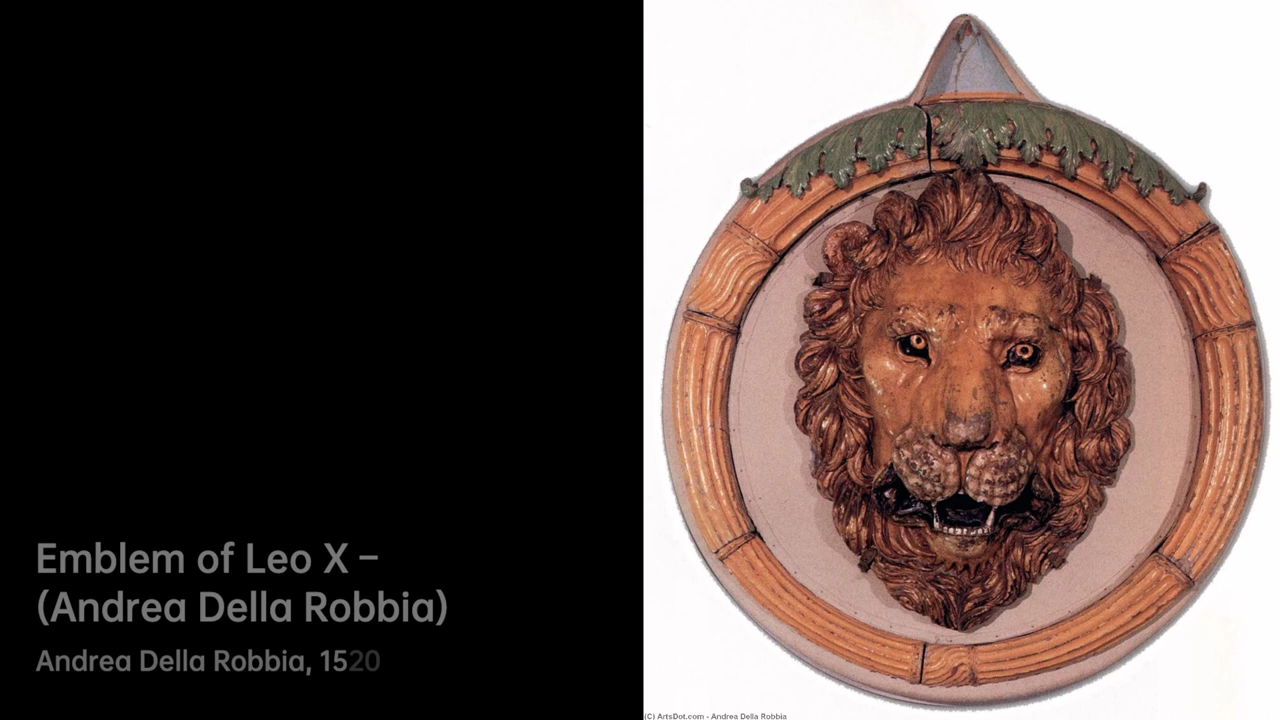 Emblem of Leo X –
(Andrea Della Robbia)
Andrea Della Robbia, 1520
(C) ArtsDot.com - Andrea Della Robbia